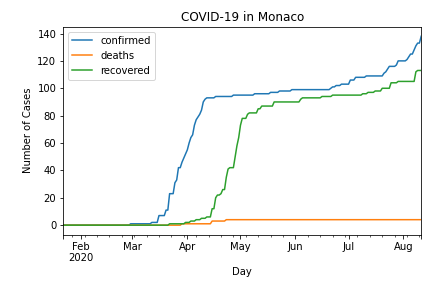 COVID-19 in Monaco
confirmed
deaths
recovered
Number of Cases
140
120
100
80
60
40
20
0
Feb
2020
Mar
Apr
May
Jun
Jul
Aug
Day